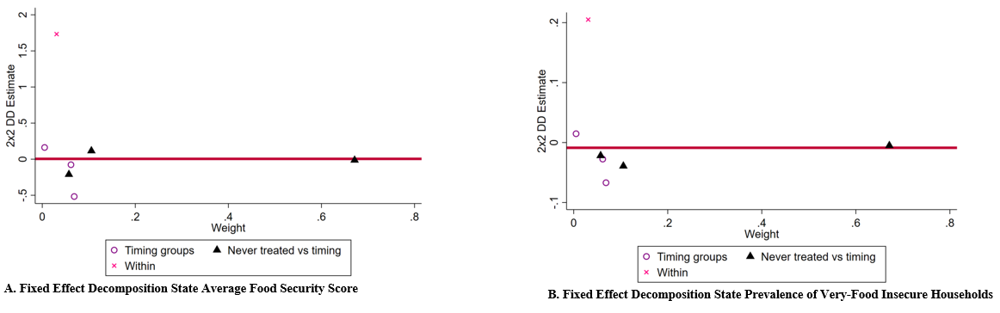 2x2 DD Estimate
2
1.5
1
.5
0
-.5
0
.2
.4
.6
.8
Weight
Timing groups
Never treated vs timing
Within
A. Fixed Effect Decomposition State Average Food Security Score
2x2 DD Estimate
.2
.1
0
-.1
0
.2
.4
.6
.8
Weight
Timing groups
Never treated vs timing
Within
B. Fixed Effect Decomposition State Prevalence of Very-Food Insecure Households